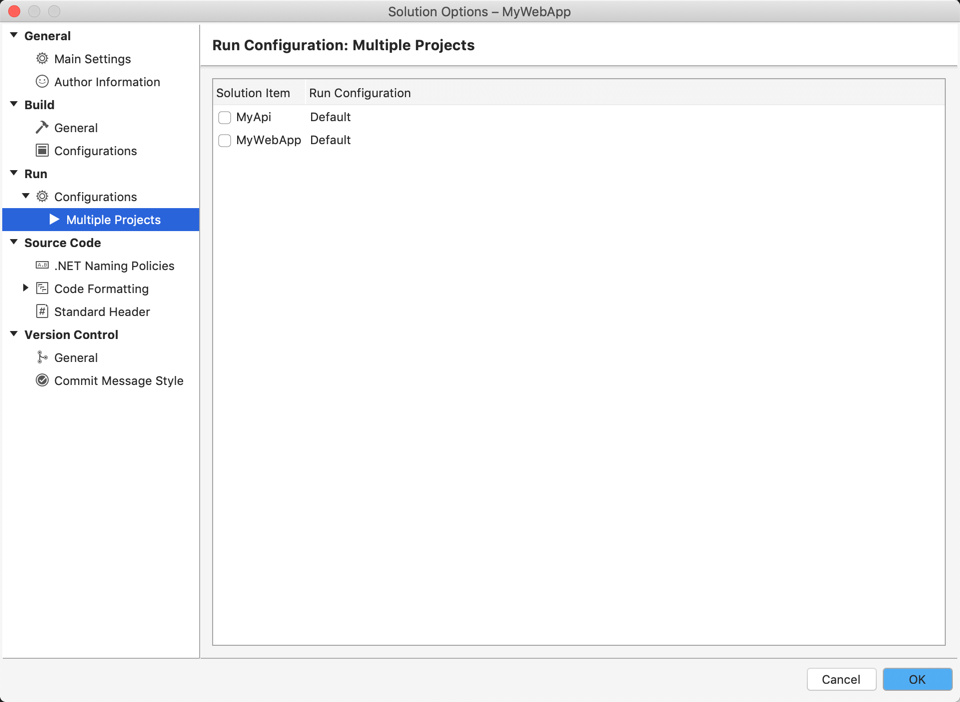 Solution Options – MyWebApp
General
Main Settings
Author Information
Build
General
Configurations
Run
Configurations
Multiple Projects
Source Code
.NET Naming Policies
Code Formatting
Standard Header
Version Control
General
Commit Message Style
Run Configuration: Multiple Projects
Solution Item Run Configuration
MyApi Default
MyWebApp Default
Cancel OK